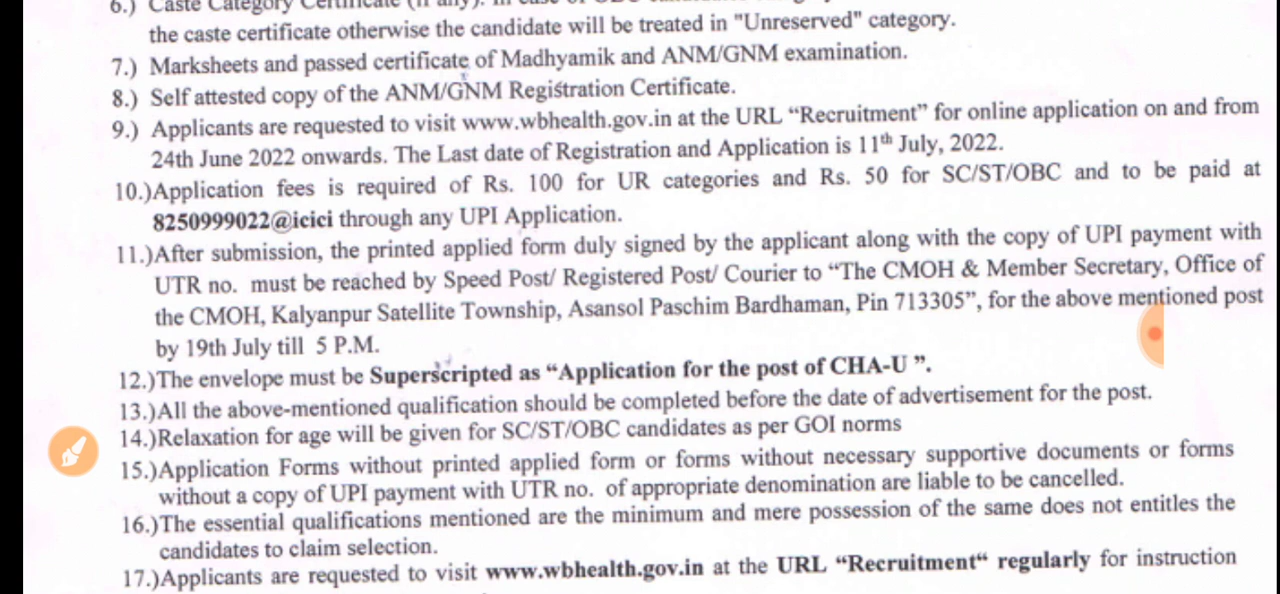 6.) Caste Category Certificate (if any). In case of OBC candidates
the caste certificate otherwise the candidate will be treated in "Unreserved" category.
7.) Marksheets and passed certificate of Madhyamik and ANM/GNM examination.
8.) Self attested copy of the ANM/GNM Registration Certificate.
9.) Applicants are requested to visit www.wbhealth.gov.in at the URL “Recruitment” for online application on and from
24th June 2022 onwards. The Last date of Registration and Application is 11th July, 2022.
10.)Application fees is required of Rs. 100 for UR categories and Rs. 50 for SC/ST/OBC and to be paid at
8250999022@icici through any UPI Application.
11.)After submission, the printed applied form duly signed by the applicant along with the copy of UPI payment with
UTR no. must be reached by Speed Post/ Registered Post/ Courier to “The CMOH & Member Secretary, Office of
the CMOH, Kalyanpur Satellite Township, Asansol Paschim Bardhaman, Pin 713305”, for the above mentioned post
by 19th July till 5 P.M.
12.)The envelope must be Superscripted as “Application for the post of CHA-U ”.
13.)All the above-mentioned qualification should be completed before the date of advertisement for the post.
14.)Relaxation for age will be given for SC/ST/OBC candidates as per GOI norms
15.)Application Forms without printed applied form or forms without necessary supportive documents or forms
without a copy of UPI payment with UTR no. of appropriate denomination are liable to be cancelled.
16.)The essential qualifications mentioned are the minimum and mere possession of the same does not entitles the
candidates to claim selection.
17.)Applicants are requested to visit www.wbhealth.gov.in at the URL “Recruitment“ regularly for instruction